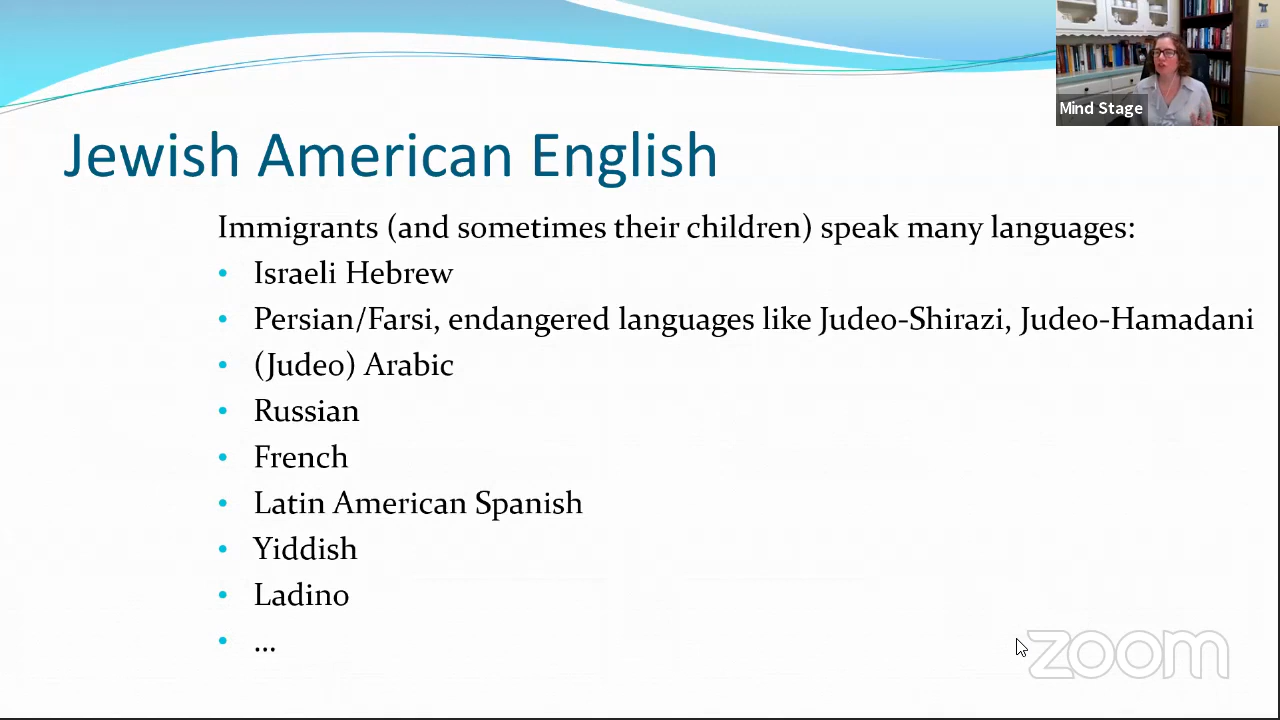 Mind Stage
Jewish American English
Immigrants (and sometimes their children) speak many languages:
• Israeli Hebrew
• Persian/Farsi, endangered languages like Judeo-Shirazi, Judeo-Hamadani
• (Judeo) Arabic
• Russian
• French
• Latin American Spanish
• Yiddish
• Ladino
• ...
zoom